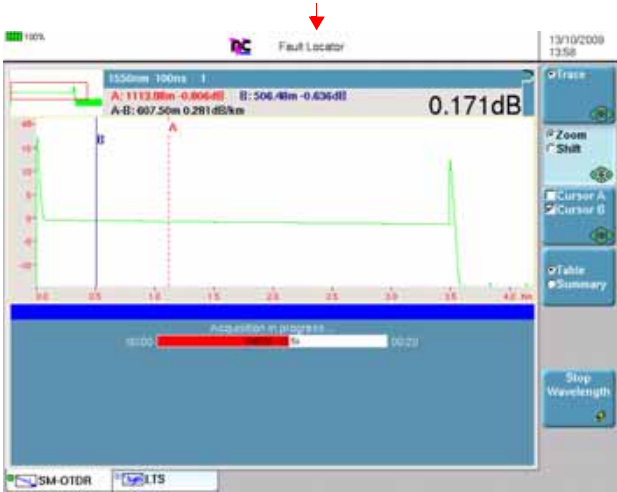 100%
Fault Locator
13/10/2009
13:58
1550nm 100ns 1
A: 1113.98m -0.806dB B: 506.48m -0.636dB
A-B: 607.50m 0.281dB/km
0.171dB
Trace
Zoom
Shift
Cursor A
Cursor B
Table
Summary
Stop
Wavelength
B
A
0.0 0.5 1.0 1.5 2.0 2.5 3.0 3.5 4.0 km
Acquisition in progress...
00:00 00:20
SM-OTDR
LTS